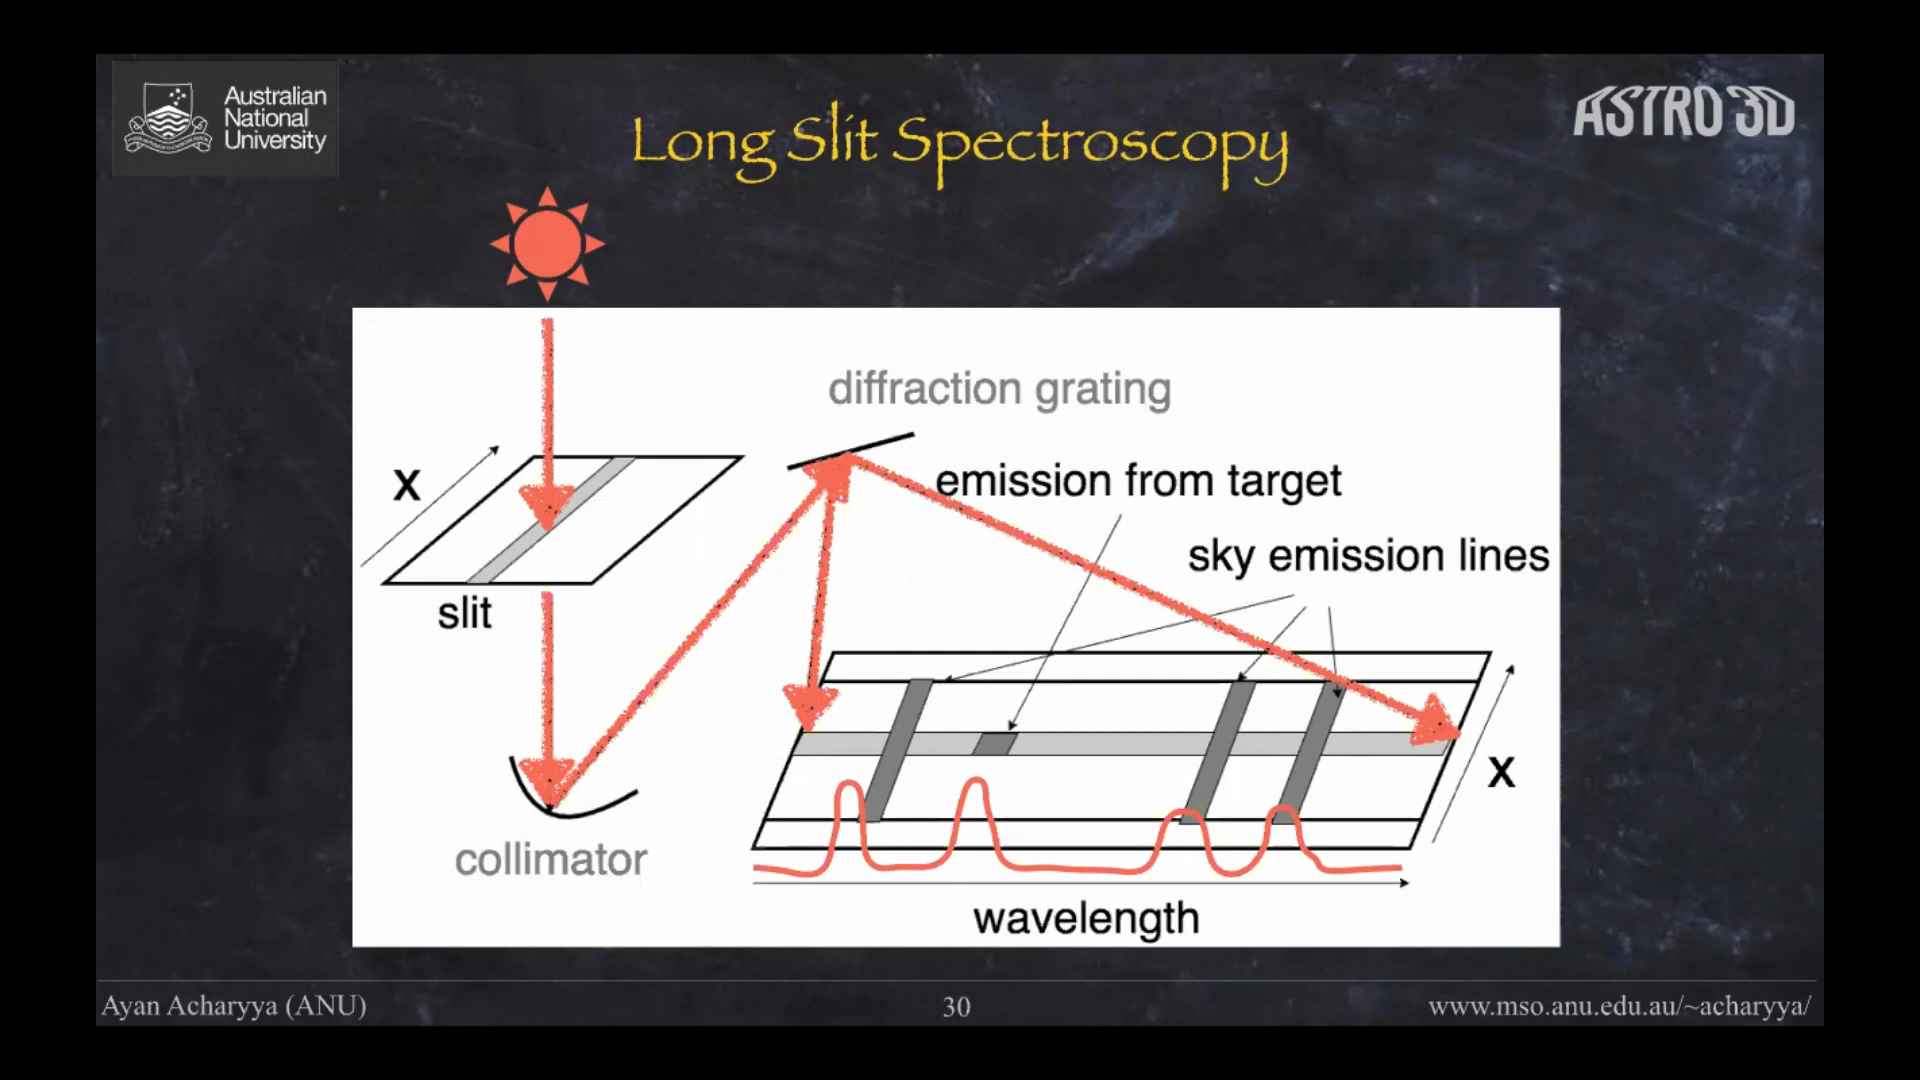 Australian
National
University
ASTRO 3D
Long Slit Spectroscopy
diffraction grating
X
emission from target
sky emission lines
slit
X
collimator
wavelength
Ayan Acharyya (ANU)
30
www.mso.anu.edu.au/~acharyya/